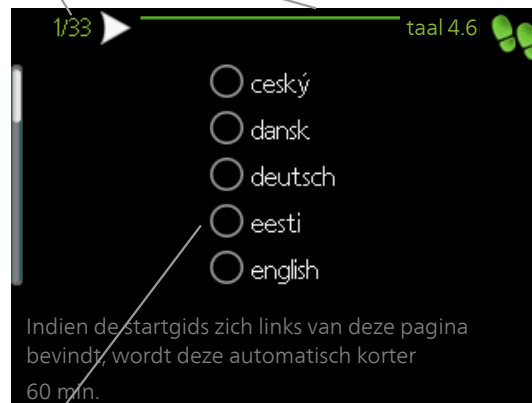 1/33 taal 4.6
ceský
dansk
deutsch
eesti
english
Indien de startgids zich links van deze pagina
bevindt, wordt deze automatisch korter
60 min.